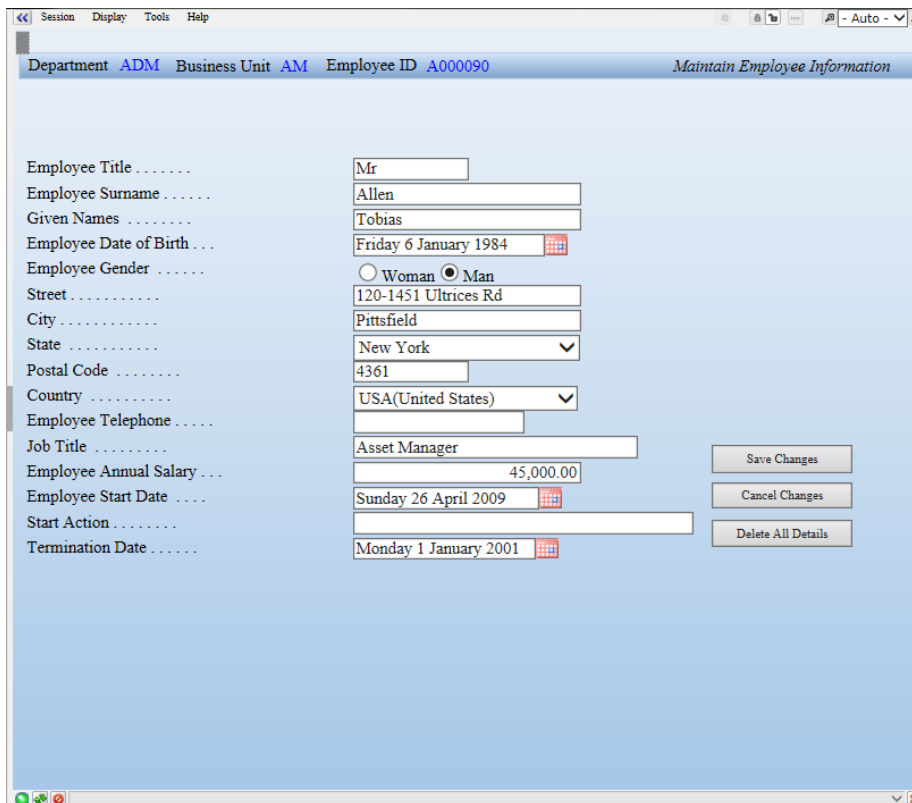 Session Display Tools Help
- Auto -
Department ADM Business Unit AM Employee ID A000090 Maintain Employee Information
Employee Title . . . . . . . Mr
Employee Surname . . . . . . Allen
Given Names . . . . . . . . Tobias
Employee Date of Birth . . . Friday 6 January 1984
Employee Gender . . . . . . Woman Man
Street . . . . . . . . . . . 120-1451 Ultrices Rd
City . . . . . . . . . . . . Pittsfield
State . . . . . . . . . . . New York
Postal Code . . . . . . . . 4361
Country . . . . . . . . . . USA(United States)
Employee Telephone . . . . .
Job Title . . . . . . . . . Asset Manager
Employee Annual Salary . . . 45,000.00
Save Changes
Employee Start Date . . . . Sunday 26 April 2009
Cancel Changes
Start Action . . . . . . . .
Delete All Details
Termination Date . . . . . . Monday 1 January 2001